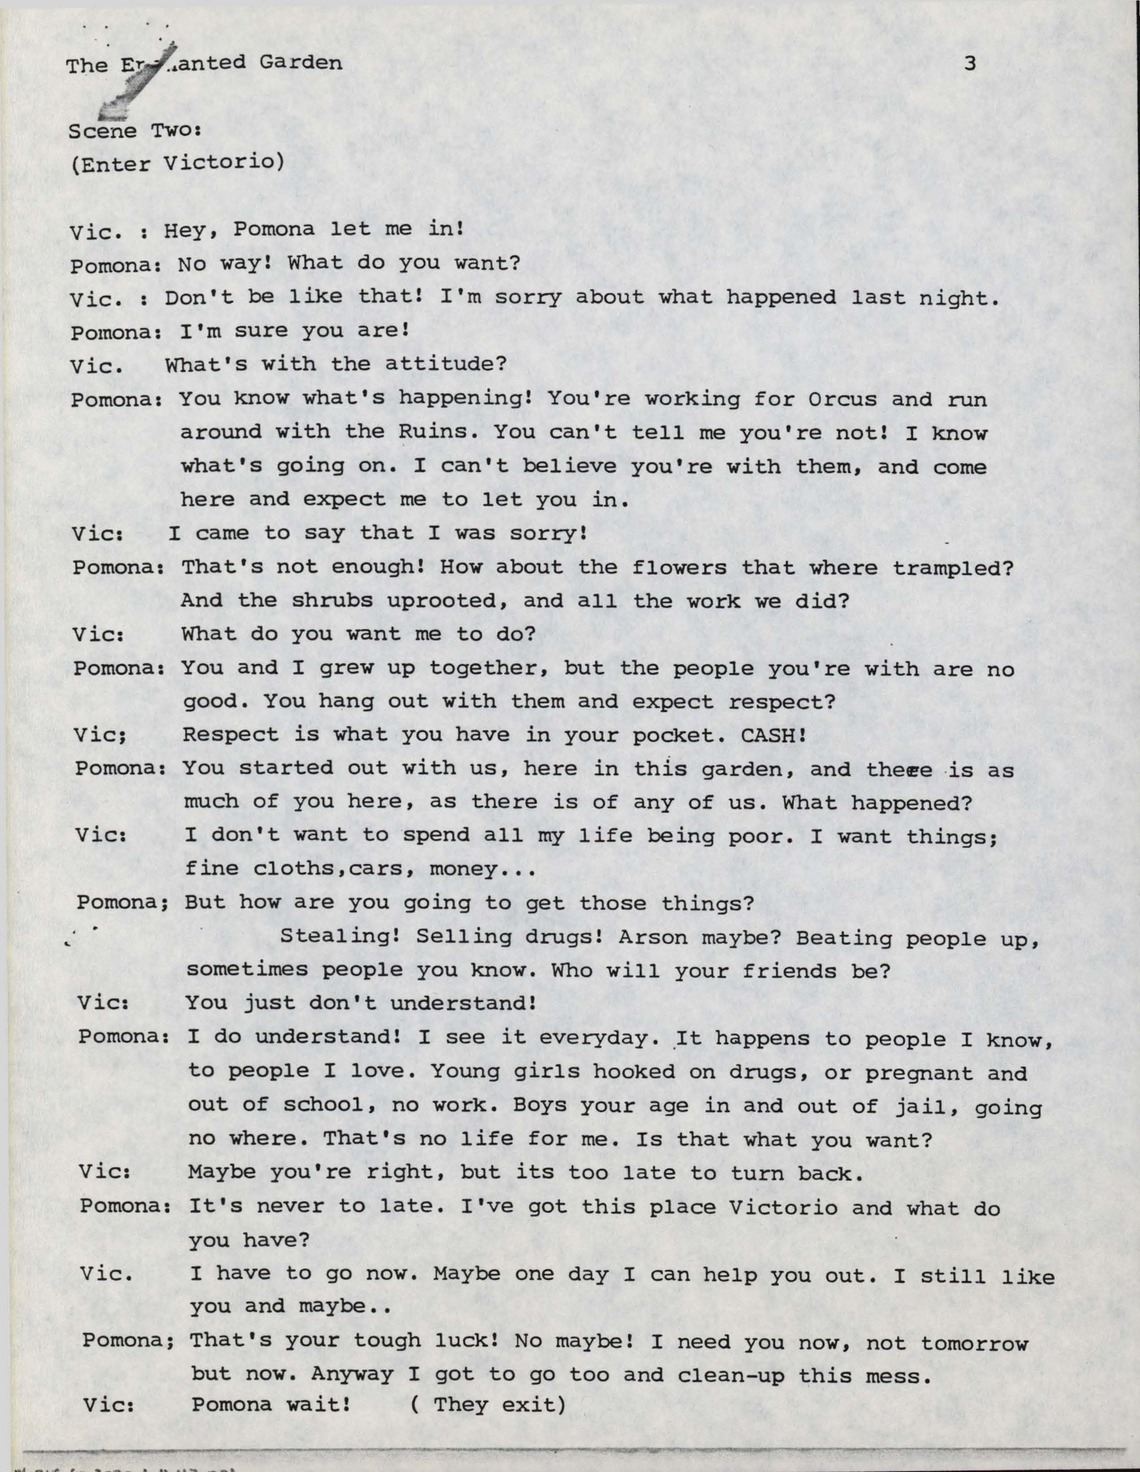 The Enchanted Garden 3
Scene Two:
(Enter Victorio)
Vic. : Hey, Pomona let me in!
Pomona: No way! What do you want?
Vic. : Don't be like that! I'm sorry about what happened last night.
Pomona: I'm sure you are!
Vic. What's with the attitude?
Pomona: You know what's happening! You're working for Orcus and run
around with the Ruins. You can't tell me you're not! I know
what's going on. I can't believe you're with them, and come
here and expect me to let you in.
Vic: I came to say that I was sorry!
Pomona: That's not enough! How about the flowers that where trampled?
And the shrubs uprooted, and all the work we did?
Vic: What do you want me to do?
Pomona: You and I grew up together, but the people you're with are no
good. You hang out with them and expect respect?
Vic; Respect is what you have in your pocket. CASH!
Pomona: You started out with us, here in this garden, and there is as
much of you here, as there is of any of us. What happened?
Vic: I don't want to spend all my life being poor. I want things;
fine cloths,cars, money...
Pomona; But how are you going to get those things?
Stealing! Selling drugs! Arson maybe? Beating people up,
sometimes people you know. Who will your friends be?
Vic: You just don't understand!
Pomona: I do understand! I see it everyday. It happens to people I know,
to people I love. Young girls hooked on drugs, or pregnant and
out of school, no work. Boys your age in and out of jail, going
no where. That's no life for me. Is that what you want?
Vic: Maybe you're right, but its too late to turn back.
Pomona: It's never to late. I've got this place Victorio and what do
you have?
Vic. I have to go now. Maybe one day I can help you out. I still like
you and maybe..
Pomona; That's your tough luck! No maybe! I need you now, not tomorrow
but now. Anyway I got to go too and clean-up this mess.
Vic: Pomona wait! ( They exit)